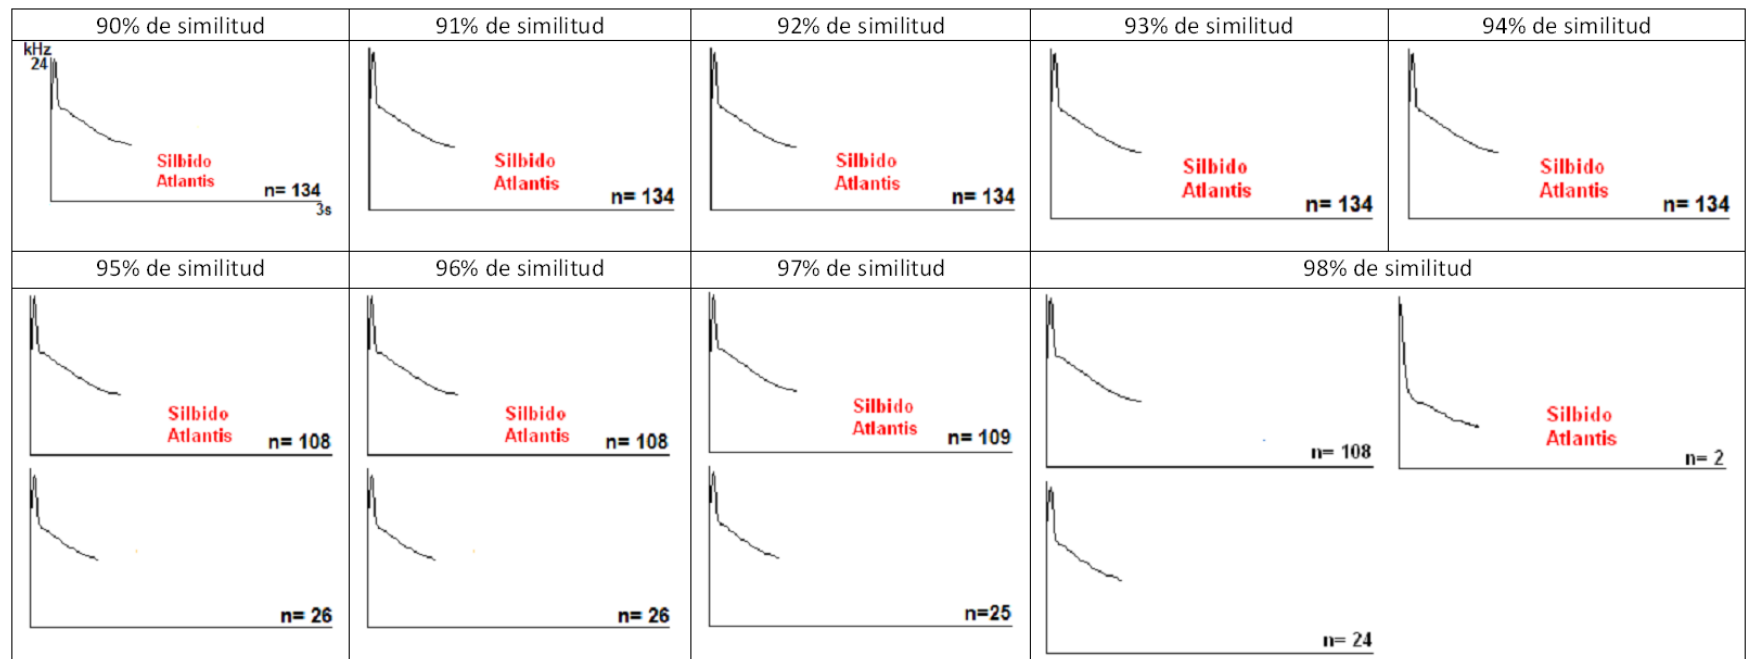 90% de similitud
91% de similitud
92% de similitud
93% de similitud
94% de similitud
kHz
24
Silbido
Atlantis
n= 134
3s
Silbido
Atlantis
n= 134
Silbido
Atlantis
n= 134
Silbido
Atlantis
n= 134
Silbido
Atlantis
n= 134
95% de similitud
96% de similitud
97% de similitud
98% de similitud
Silbido
Atlantis
n= 108
Silbido
Atlantis
n= 108
Silbido
Atlantis
n= 109
n= 108
Silbido
Atlantis
n= 2
n= 26
n= 26
n=25
n= 24